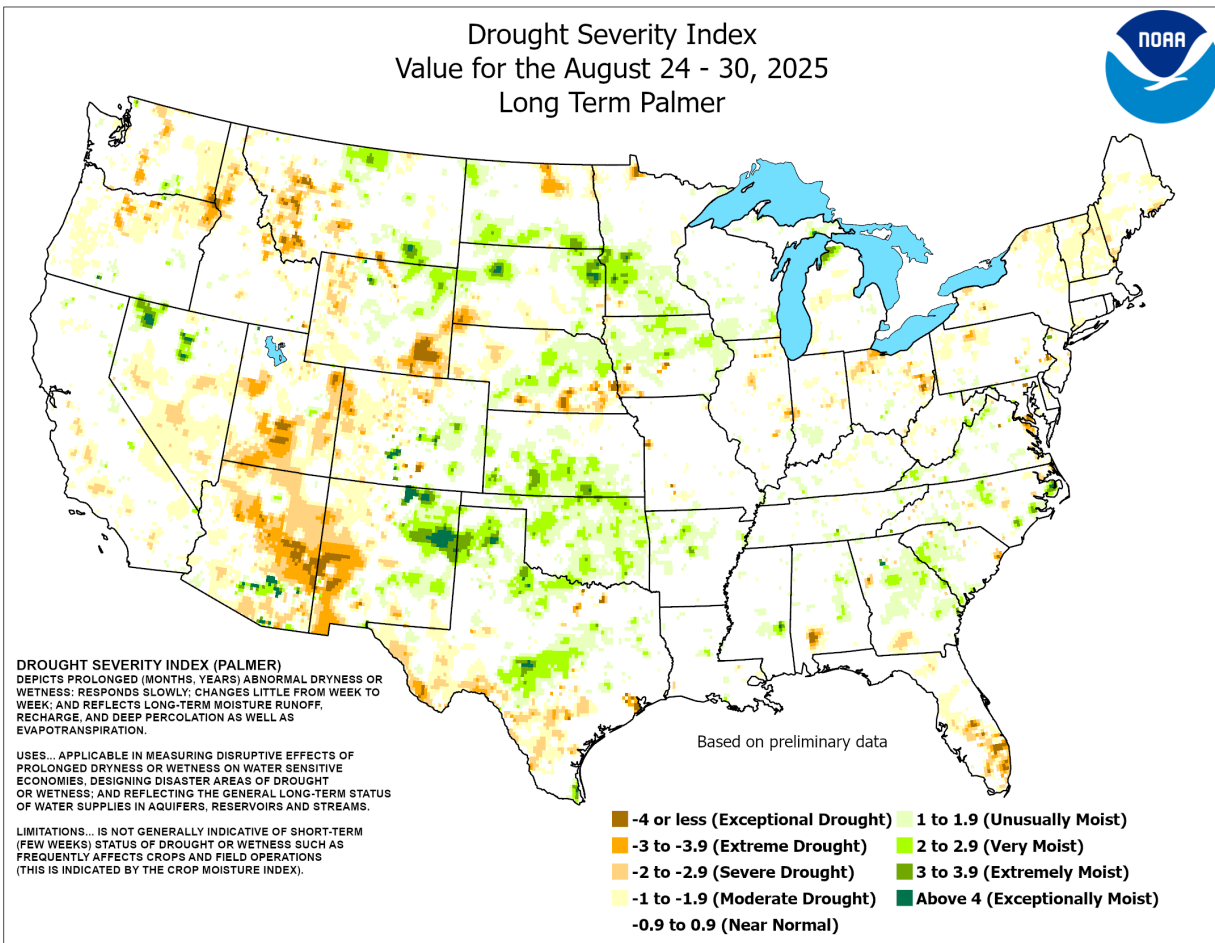 Drought Severity Index
Value for the August 24 - 30, 2025
Long Term Palmer
NOAA
DROUGHT SEVERITY INDEX (PALMER)
DEPICTS PROLONGED (MONTHS, YEARS) ABNORMAL DRYNESS OR
WETNESS: RESPONDS SLOWLY; CHANGES LITTLE FROM WEEK TO
WEEK; AND REFLECTS LONG-TERM MOISTURE RUNOFF,
RECHARGE, AND DEEP PERCOLATION AS WELL AS
EVAPOTRANSPIRATION.
USES... APPLICABLE IN MEASURING DISRUPTIVE EFFECTS OF
PROLONGED DRYNESS OR WETNESS ON WATER SENSITIVE
ECONOMIES, DESIGNING DISASTER AREAS OF DROUGHT
OR WETNESS; AND REFLECTING THE GENERAL LONG-TERM STATUS
OF WATER SUPPLIES IN AQUIFERS, RESERVOIRS AND STREAMS.
LIMITATIONS... IS NOT GENERALLY INDICATIVE OF SHORT-TERM
(FEW WEEKS) STATUS OF DROUGHT OR WETNESS SUCH AS
FREQUENTLY AFFECTS CROPS AND FIELD OPERATIONS
(THIS IS INDICATED BY THE CROP MOISTURE INDEX).
Based on preliminary data
-4 or less (Exceptional Drought)
-3 to -3.9 (Extreme Drought)
-2 to -2.9 (Severe Drought)
-1 to -1.9 (Moderate Drought)
-0.9 to 0.9 (Near Normal)
1 to 1.9 (Unusually Moist)
2 to 2.9 (Very Moist)
3 to 3.9 (Extremely Moist)
Above 4 (Exceptionally Moist)